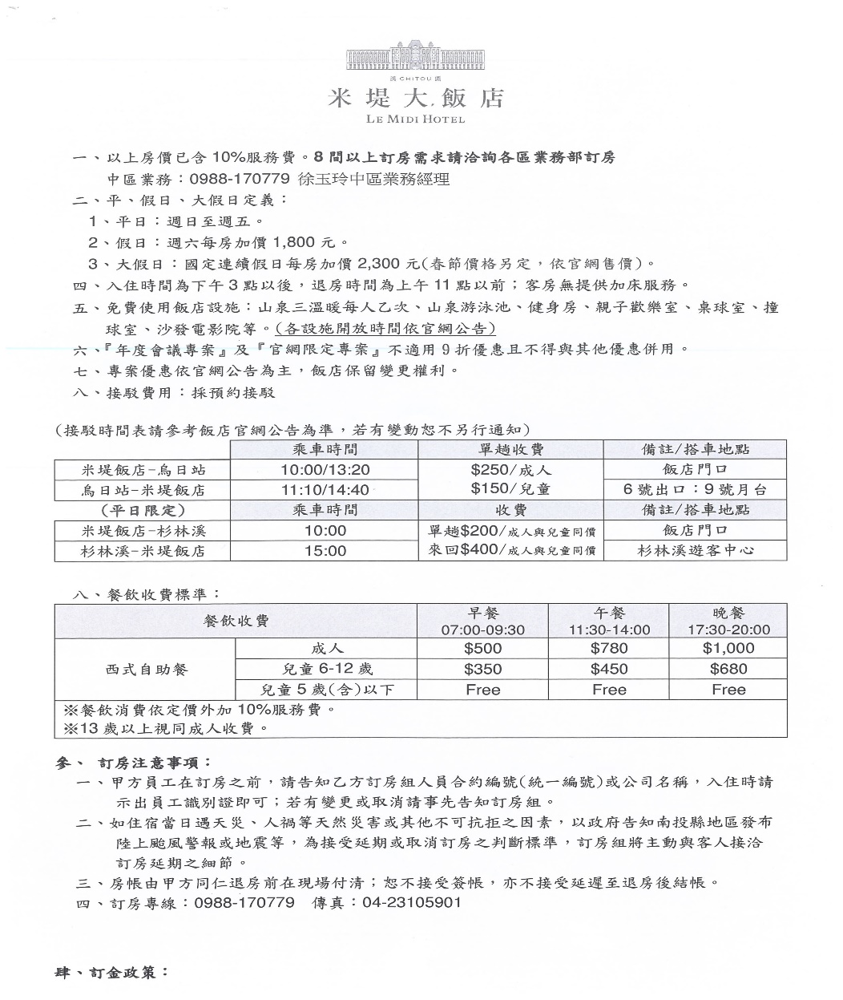 溪 CHITOU 頭
米堤大飯店
LE MIDI HOTEL
一、以上房價已含 10%服務費。8 間以上訂房需求請洽詢各區業務部訂房
中區業務：0988-170779 徐玉玲中區業務經理
二、平、假日、大假日定義：
1、平日：週日至週五。
2、假日：週六每房加價 1,800 元。
3、大假日：國定連續假日每房加價 2,300 元(春節價格另定，依官網售價)。
四、入住時間為下午 3 點以後，退房時間為上午 11 點以前；客房無提供加床服務。
五、免費使用飯店設施：山泉三溫暖每人乙次、山泉游泳池、健身房、親子歡樂室、桌球室、撞
球室、沙發電影院等。(各設施開放時間依官網公告)
六、『年度會議專案』及『官網限定專案』不適用 9 折優惠且不得與其他優惠併用。
七、專案優惠依官網公告為主，飯店保留變更權利。
八、接駁費用：採預約接駁
(接駁時間表請參考飯店官網公告為準，若有變動恕不另行通知)
乘車時間 單趟收費 備註/搭車地點
米堤飯店-烏日站 10:00/13:20 $250/成人 飯店門口
烏日站-米堤飯店 11:10/14:40 $150/兒童 6 號出口：9 號月台
(平日限定) 乘車時間 收費 備註/搭車地點
米堤飯店-杉林溪 10:00 單趟$200/成人與兒童同價 飯店門口
杉林溪-米堤飯店 15:00 來回$400/成人與兒童同價 杉林溪遊客中心
八、餐飲收費標準：
餐飲收費 早餐 午餐 晚餐
07:00-09:30 11:30-14:00 17:30-20:00
成人 $500 $780 $1,000
西式自助餐 兒童 6-12 歲 $350 $450 $680
兒童 5 歲(含)以下 Free Free Free
※餐飲消費依定價外加 10%服務費。
※13 歲以上視同成人收費。
參、 訂房注意事項：
一、甲方員工在訂房之前，請告知乙方訂房組人員合約編號(統一編號)或公司名稱，入住時請
示出員工識別證即可；若有變更或取消請事先告知訂房組。
二、如住宿當日遇天災、人禍等天然災害或其他不可抗拒之因素，以政府告知南投縣地區發布
陸上颱風警報或地震等，為接受延期或取消訂房之判斷標準，訂房組將主動與客人接洽
訂房延期之細節。
三、房帳由甲方同仁退房前在現場付清；恕不接受簽帳，亦不接受延遲至退房後結帳。
四、訂房專線：0988-170779 傳真：04-23105901
肆、訂金政策：